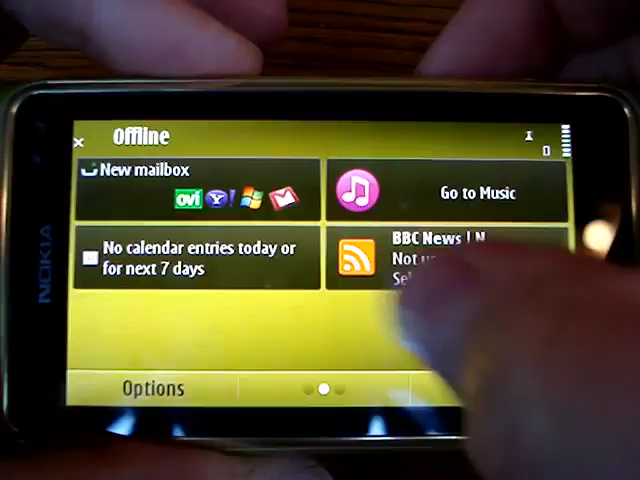 Offline
New mailbox
ovi Y!
Go to Music
No calendar entries today or
for next 7 days
BBC News | N
Not
Options
NOKIA